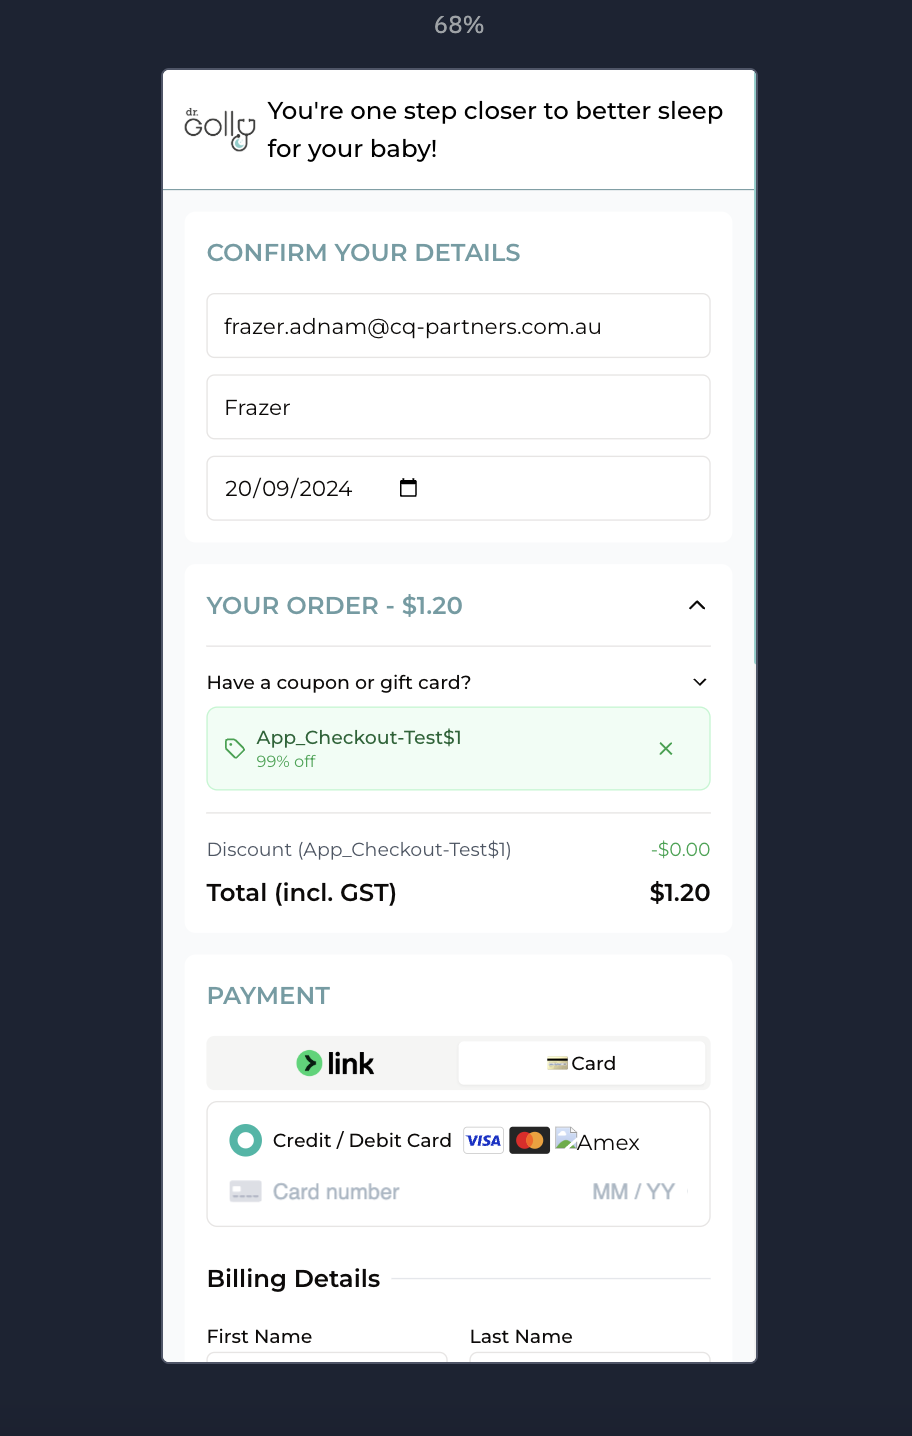 68%
dr.
Golly
You're one step closer to better sleep
for your baby!
CONFIRM YOUR DETAILS
frazer.adnam@cq-partners.com.au
Frazer
20/09/2024
YOUR ORDER - $1.20
Have a coupon or gift card?
App_Checkout-Test$1
99% off
Discount (App_Checkout-Test$1) -$0.00
Total (incl. GST) $1.20
PAYMENT
link Card
Credit / Debit Card VISA Amex
Card number MM / YY
Billing Details
First Name Last Name